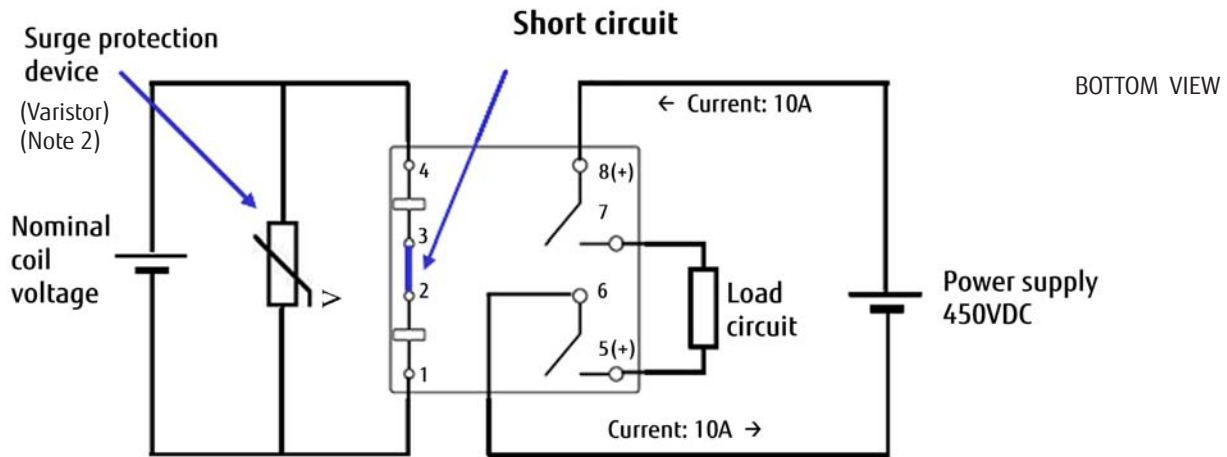 Short circuit
Surge protection
device
(Varistor)
(Note 2)
BOTTOM VIEW
← Current: 10A
4
8(+)
7
3
Nominal
coil
voltage
V
2
6
Load
circuit
Power supply
450VDC
5(+)
1
Current: 10A →